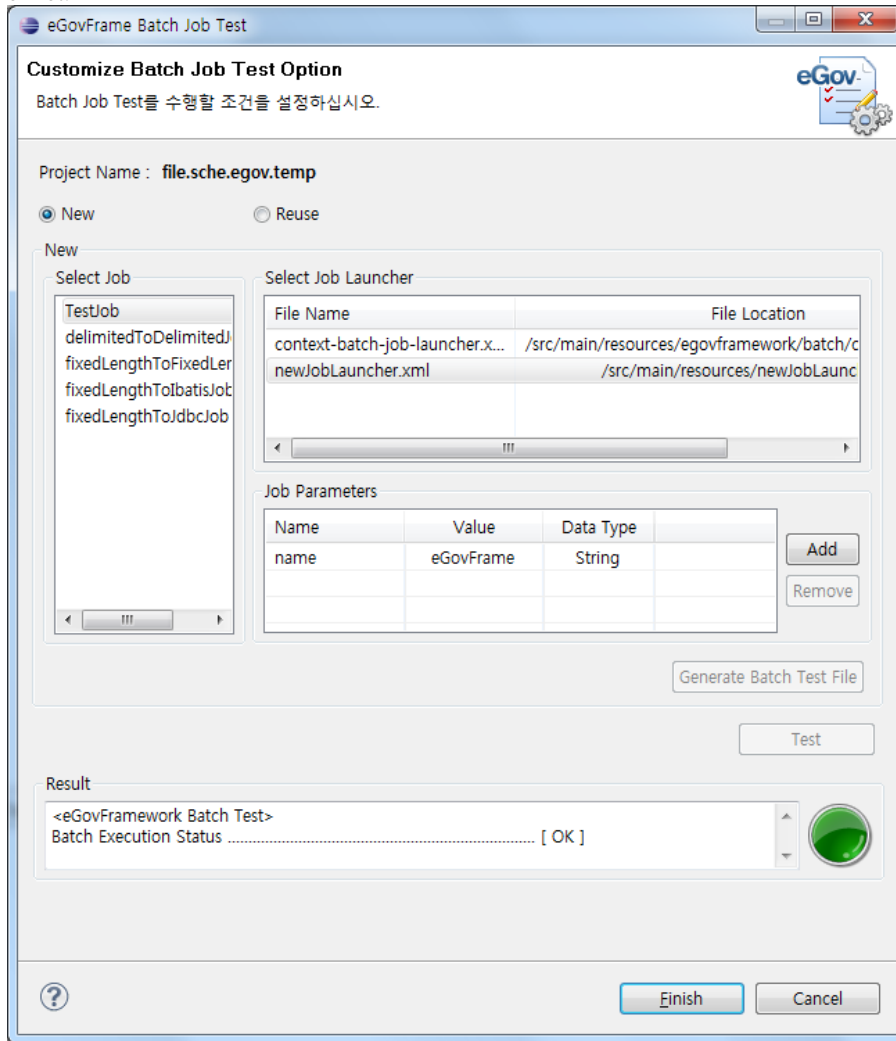 eGovFrame Batch Job Test
Customize Batch Job Test Option
Batch Job Test를 수행할 조건을 설정하십시오.
eGov
Project Name : file.sche.egov.temp
New
Reuse
New
Select Job
TestJob
delimitedToDelimitedJ
fixedLengthToFixedLer
fixedLengthToIbatisJob
fixedLengthToJdbcJob
Select Job Launcher
File Name File Location
context-batch-job-launcher.x... /src/main/resources/egovframework/batch/c
newJobLauncher.xml /src/main/resources/newJobLaunc
Job Parameters
Name Value Data Type
name eGovFrame String
Add
Remove
Generate Batch Test File
Test
Result
<eGovFramework Batch Test>
Batch Execution Status ............................................................................. [ OK ]
Finish
Cancel